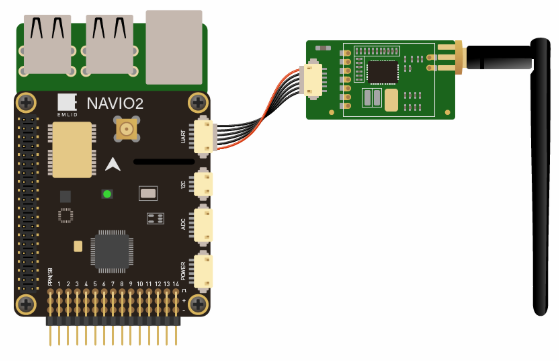 NAVIO2
EMLID
UART
I2C
ADC
POWER
PPM/SB 1 2 3 4 5 6 7 8 9 10 11 12 13 14
+
-